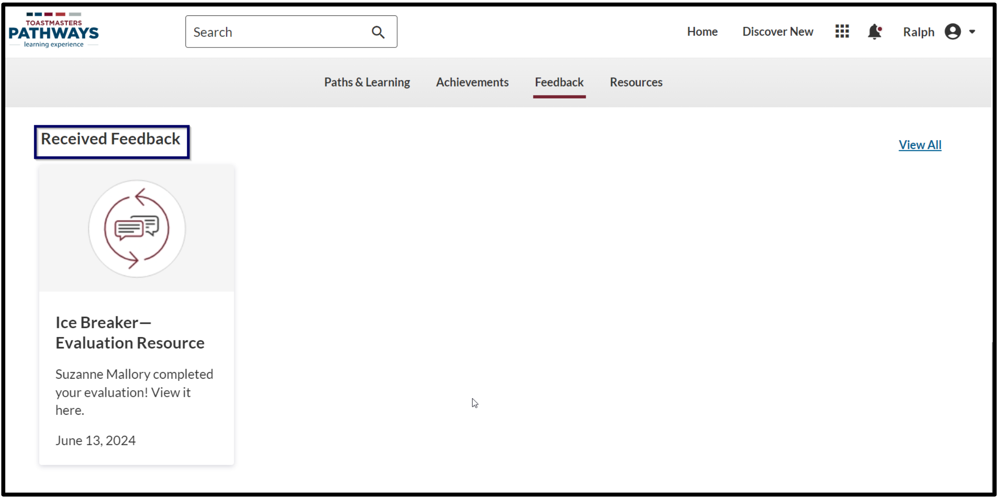 TOASTMASTERS
PATHWAYS
learning experience
Search
Home Discover New Ralph
Paths & Learning Achievements Feedback Resources
Received Feedback
View All
Ice Breaker—
Evaluation Resource
Suzanne Mallory completed
your evaluation! View it
here.
June 13, 2024